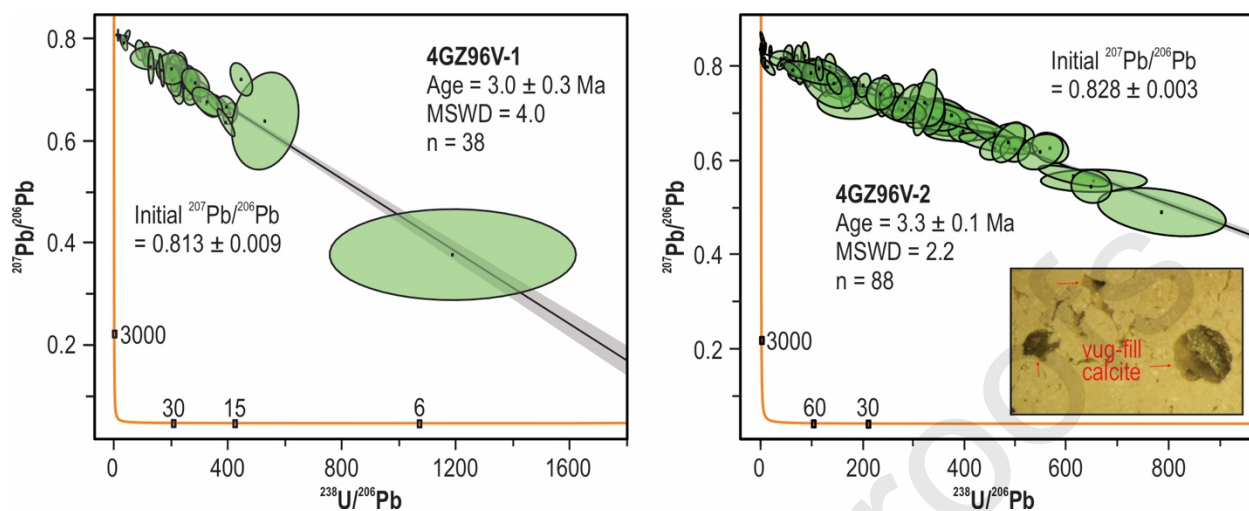 4GZ96V-1
Age = 3.0 ± 0.3 Ma
MSWD = 4.0
n = 38
Initial ²⁰⁷Pb/²⁰⁶Pb
= 0.813 ± 0.009
²⁰⁷Pb/²⁰⁶Pb
0.8
0.6
0.4
0.2
3000
30 15 6
0 400 800 1200 1600
²³⁸U/²⁰⁶Pb
Initial ²⁰⁷Pb/²⁰⁶Pb
= 0.828 ± 0.003
4GZ96V-2
Age = 3.3 ± 0.1 Ma
MSWD = 2.2
n = 88
²⁰⁷Pb/²⁰⁶Pb
0.8
0.6
0.4
0.2
3000
60 30
vug-fill
calcite
0 200 400 600 800
²³⁸U/²⁰⁶Pb
roofs